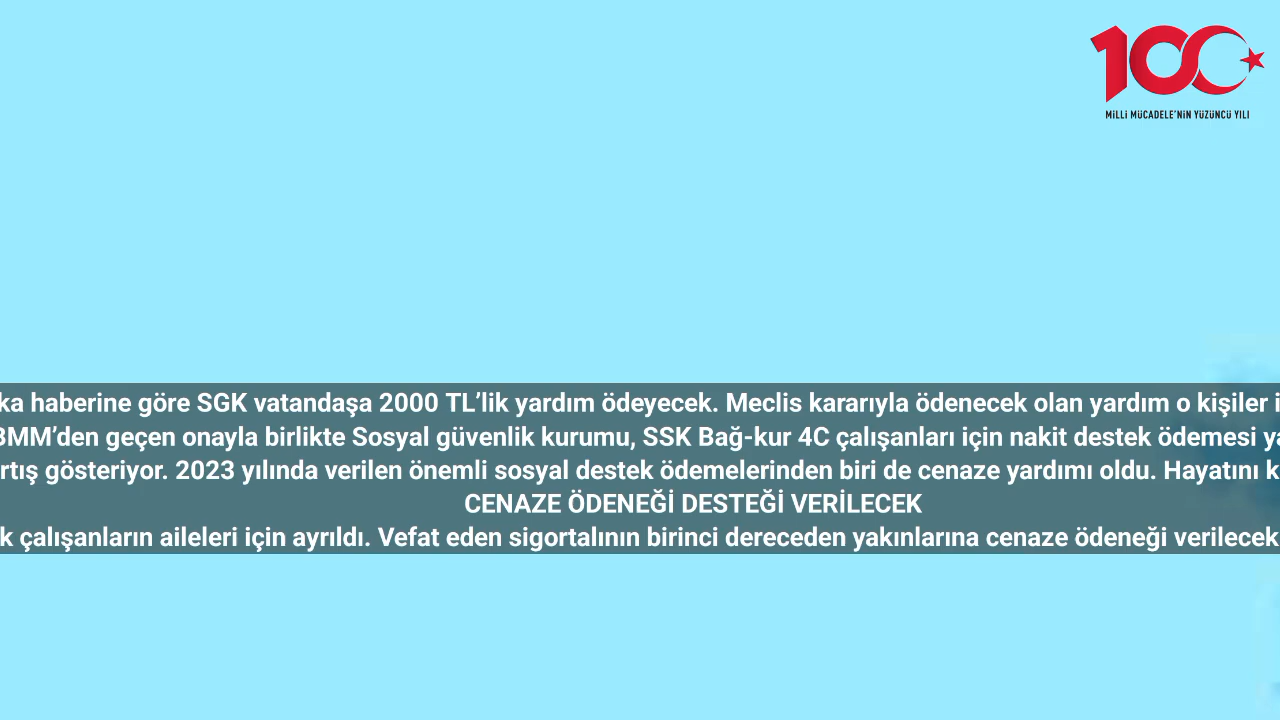 100
MİLLİ MÜCADELE'NİN YÜZÜNCÜ YILI
haberine göre SGK vatandaşa 2000 TL’lik yardım ödeyecek. Meclis kararıyla ödenecek olan yardım o kişiler
BMM’den geçen onayla birlikte Sosyal güvenlik kurumu, SSK Bağ-kur 4C çalışanları için nakit destek ödemesi
gösteriyor. 2023 yılında verilen önemli sosyal destek ödemelerinden biri de cenaze yardımı oldu. Hayatını
CENAZE ÖDENEĞİ DESTEĞİ VERİLECEK
çalışanların aileleri için ayrıldı. Vefat eden sigortalının birinci dereceden yakınlarına cenaze ödeneği verilecek